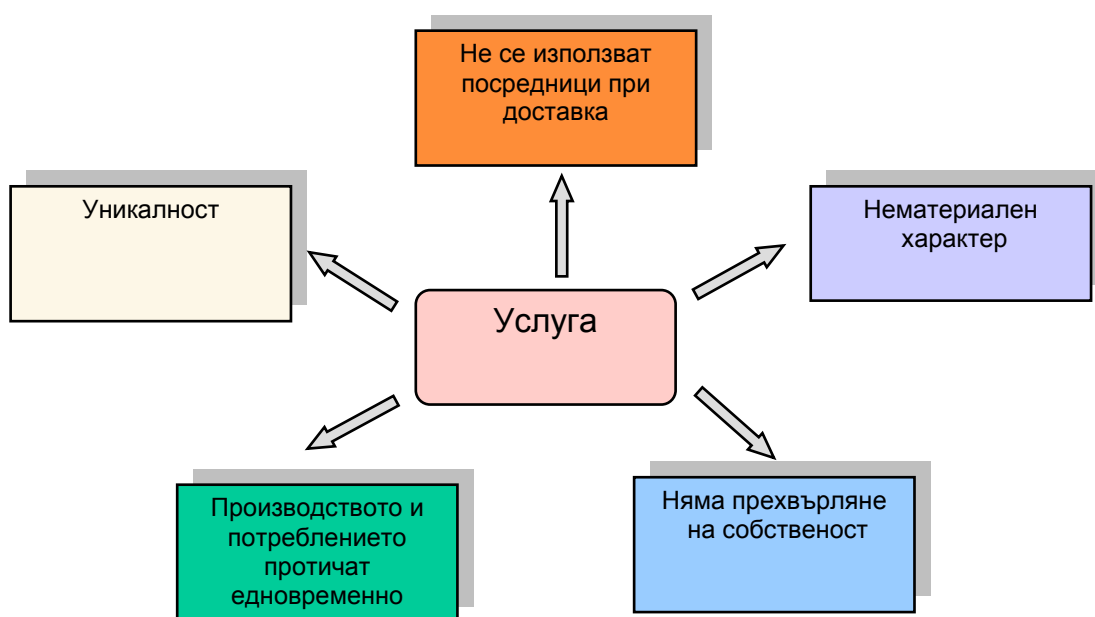 Не се използват
посредници при
доставка
Уникалност
Нематериален
характер
Услуга
Производството и
потреблението
протичат
едновременно
Няма прехвърляне
на собственост